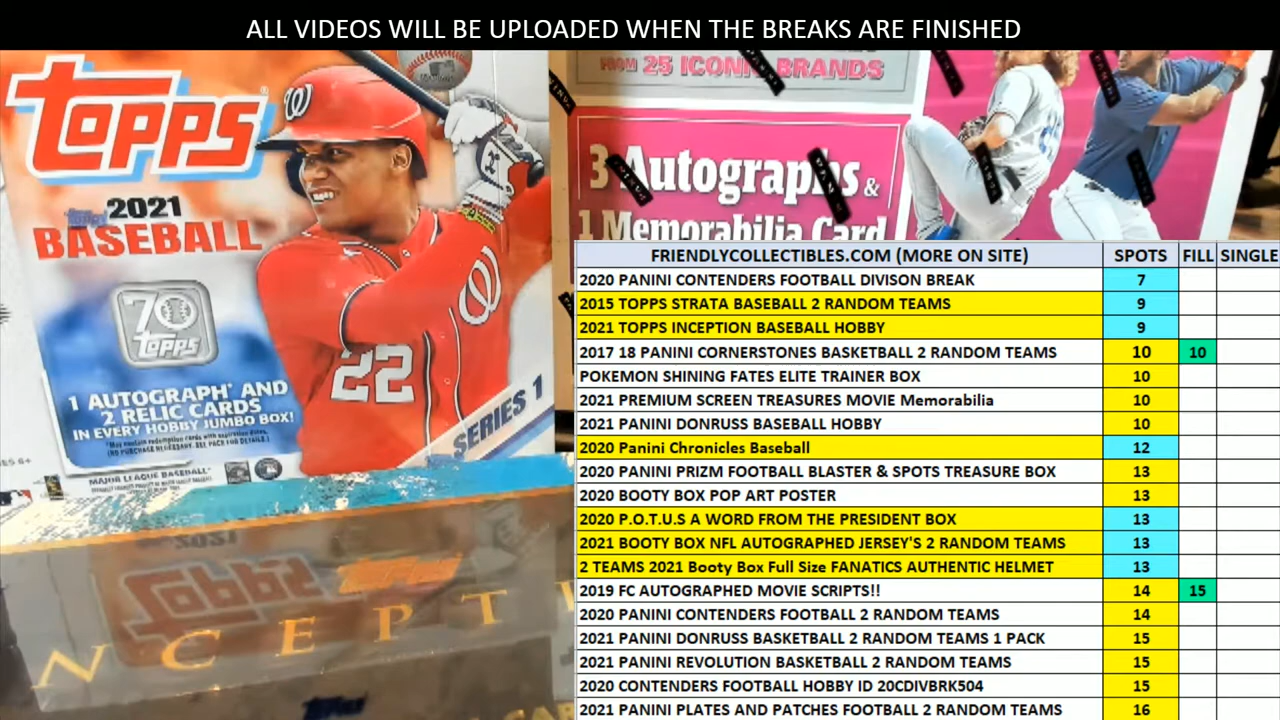 ALL VIDEOS WILL BE UPLOADED WHEN THE BREAKS ARE FINISHED
TOPPS
2021
BASEBALL
70
TOPPS
1 AUTOGRAPH* AND
2 RELIC CARDS
IN EVERY HOBBY JUMBO BOX!
MAJOR LEAGUE BASEBALL
W
W
22
SERIES 1
FROM 25 ICONIC BRANDS
3 Autographs &
1 Memorabilia Card
2021
TOPPS
NCEPTI
FRIENDLYCOLLECTIBLES.COM (MORE ON SITE) SPOTS FILL SINGLE
2020 PANINI CONTENDERS FOOTBALL DIVISON BREAK 7
2015 TOPPS STRATA BASEBALL 2 RANDOM TEAMS 9
2021 TOPPS INCEPTION BASEBALL HOBBY 9
2017 18 PANINI CORNERSTONES BASKETBALL 2 RANDOM TEAMS 10 10
POKEMON SHINING FATES ELITE TRAINER BOX 10
2021 PREMIUM SCREEN TREASURES MOVIE Memorabilia 10
2021 PANINI DONRUSS BASEBALL HOBBY 10
2020 Panini Chronicles Baseball 12
2020 PANINI PRIZM FOOTBALL BLASTER & SPOTS TREASURE BOX 13
2020 BOOTY BOX POP ART POSTER 13
2020 P.O.T.U.S A WORD FROM THE PRESIDENT BOX 13
2021 BOOTY BOX NFL AUTOGRAPHED JERSEY'S 2 RANDOM TEAMS 13
2 TEAMS 2021 Booty Box Full Size FANATICS AUTHENTIC HELMET 13
2019 FC AUTOGRAPHED MOVIE SCRIPTS!! 14 15
2020 PANINI CONTENDERS FOOTBALL 2 RANDOM TEAMS 14
2021 PANINI DONRUSS BASKETBALL 2 RANDOM TEAMS 1 PACK 15
2021 PANINI REVOLUTION BASKETBALL 2 RANDOM TEAMS 15
2020 CONTENDERS FOOTBALL HOBBY ID 20CDIVBRK504 15
2021 PANINI PLATES AND PATCHES FOOTBALL 2 RANDOM TEAMS 16